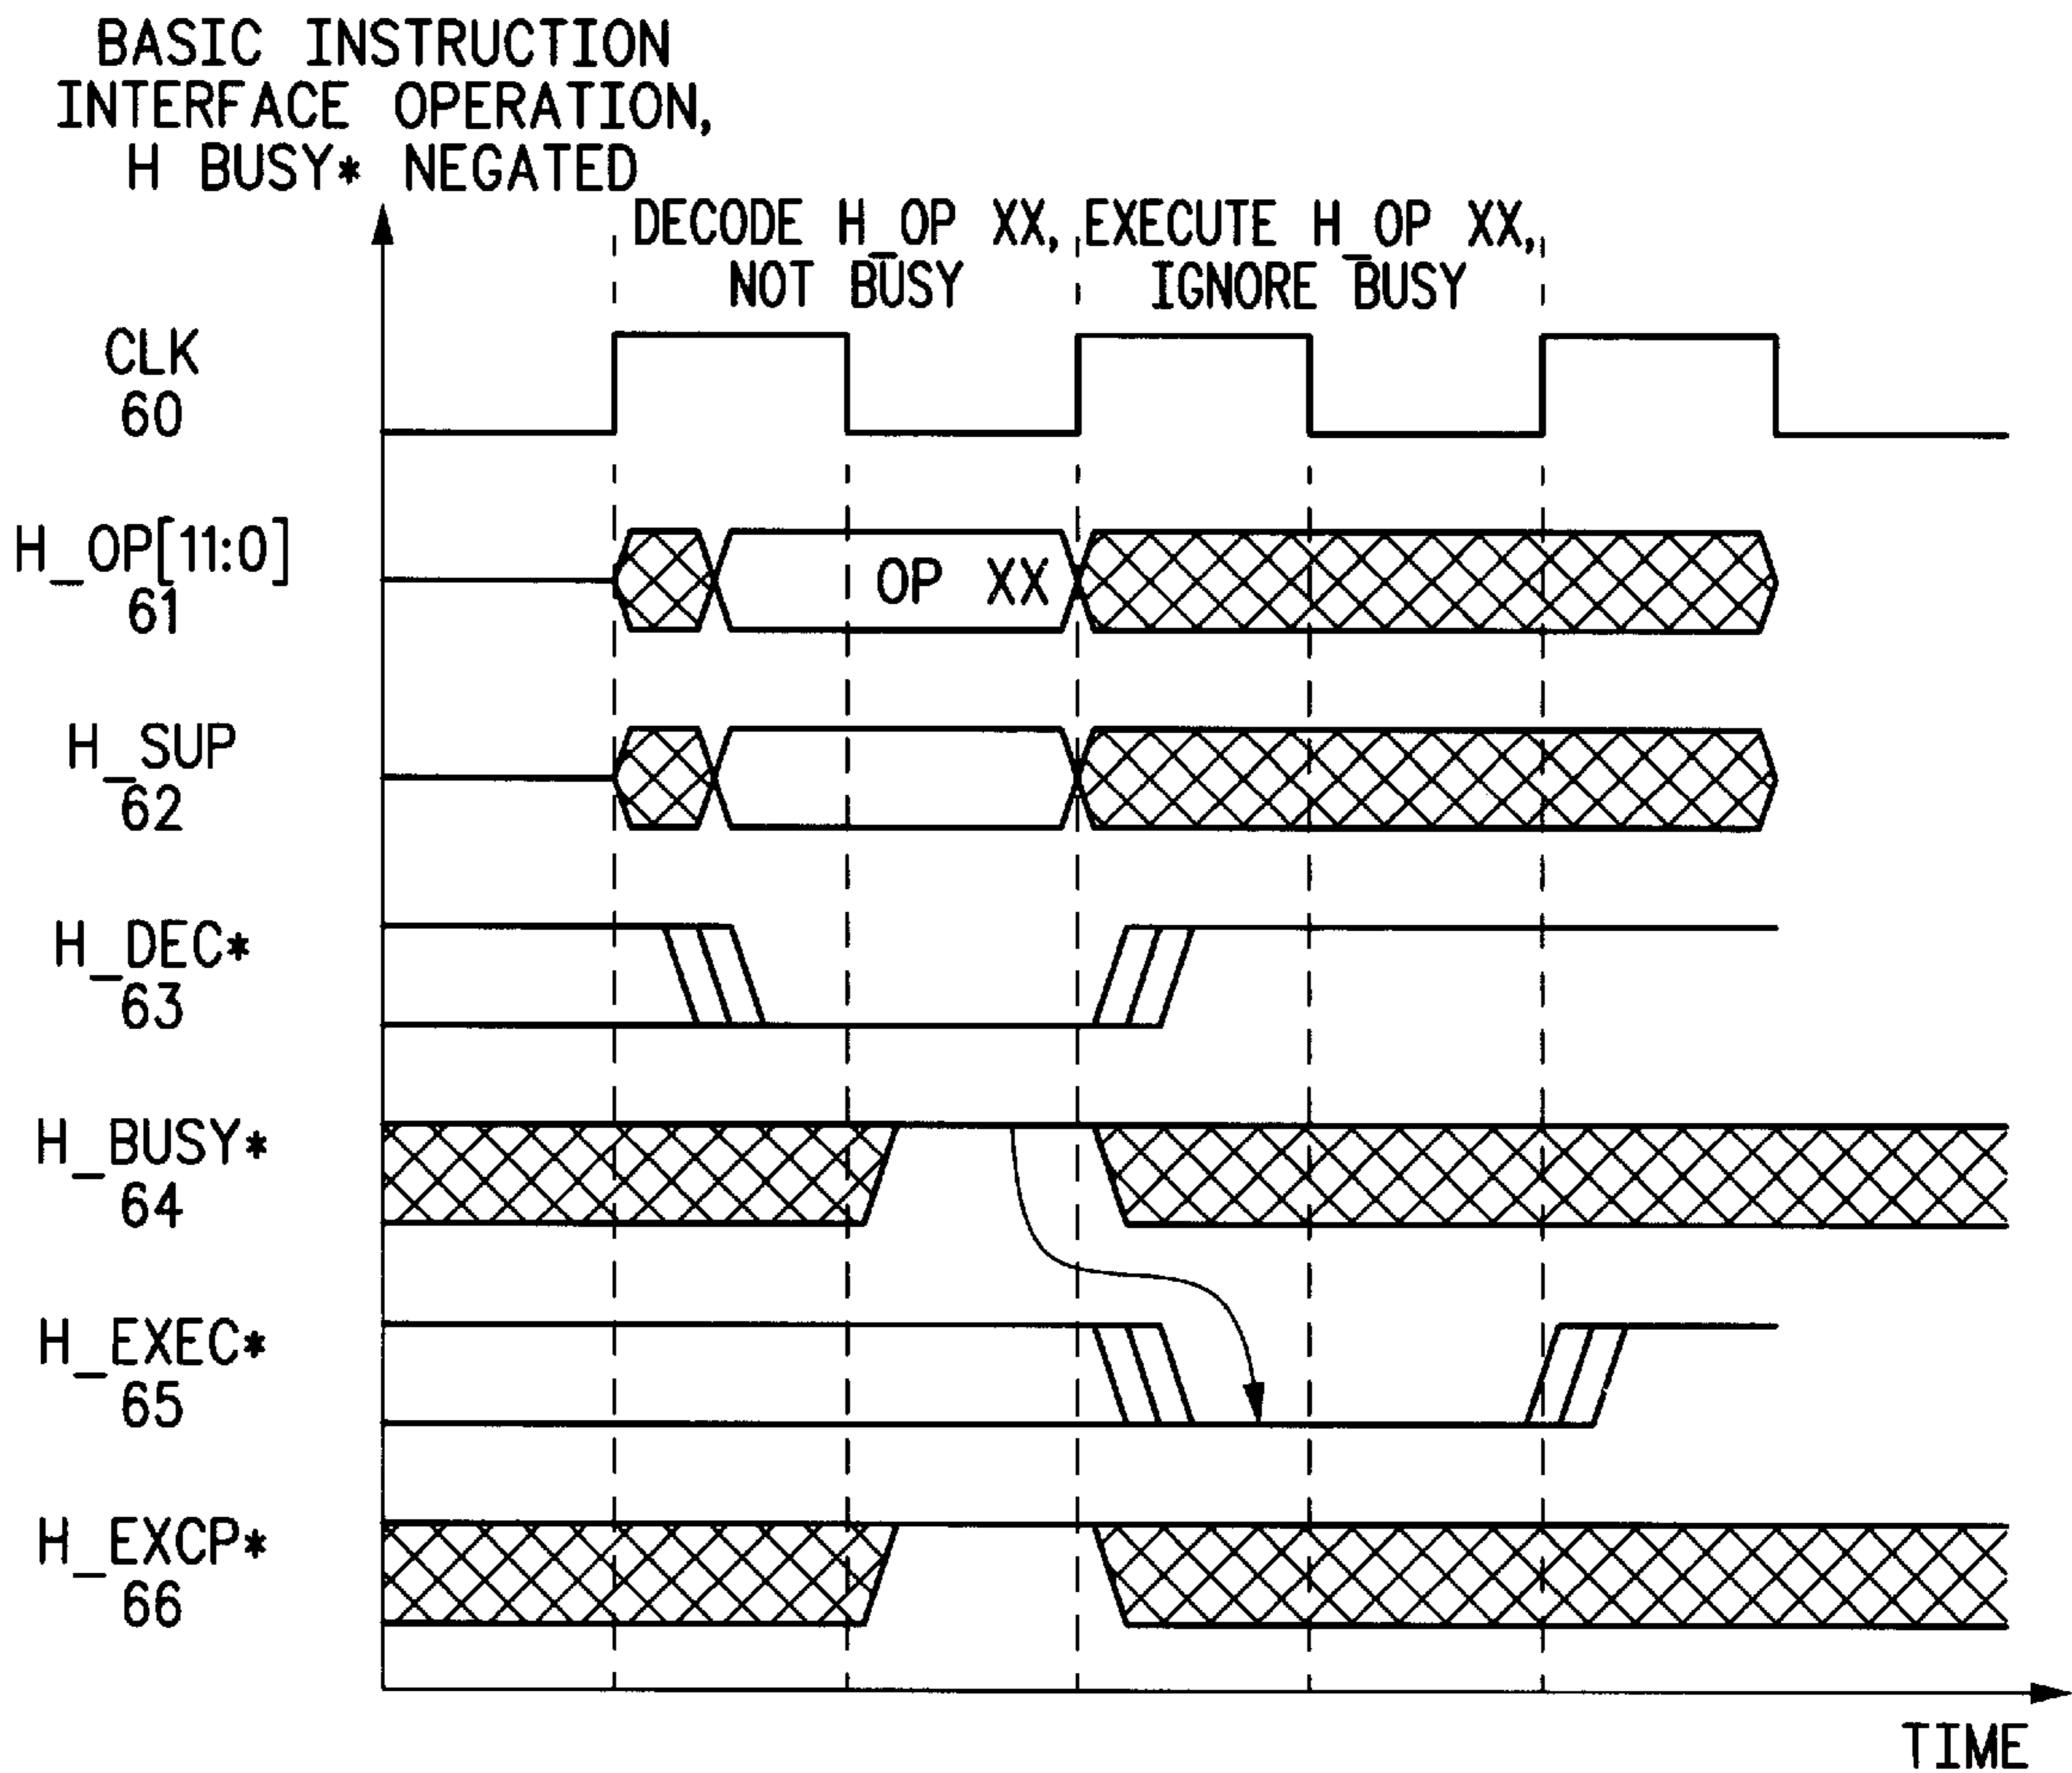 BASIC INSTRUCTION
INTERFACE OPERATION,
H BUSY* NEGATED
DECODE H_OP XX, EXECUTE H_OP XX,
NOT BUSY IGNORE BUSY
CLK
60
H_OP[11:0]
61
OP XX
H_SUP
62
H_DEC*
63
H_BUSY*
64
H_EXEC*
65
H_EXCP*
66
TIME